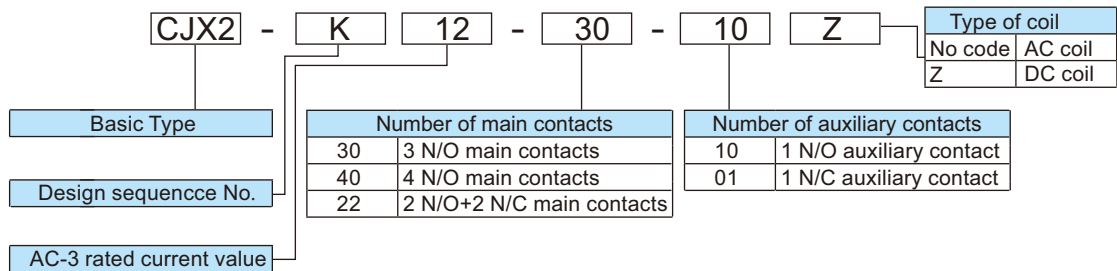 CJX2 - K 12 - 30 - 10 Z
Type of coil
No code AC coil
Z DC coil
Basic Type
Number of main contacts
30 3 N/O main contacts
40 4 N/O main contacts
22 2 N/O+2 N/C main contacts
Number of auxiliary contacts
10 1 N/O auxiliary contact
01 1 N/C auxiliary contact
Design sequencce No.
AC-3 rated current value